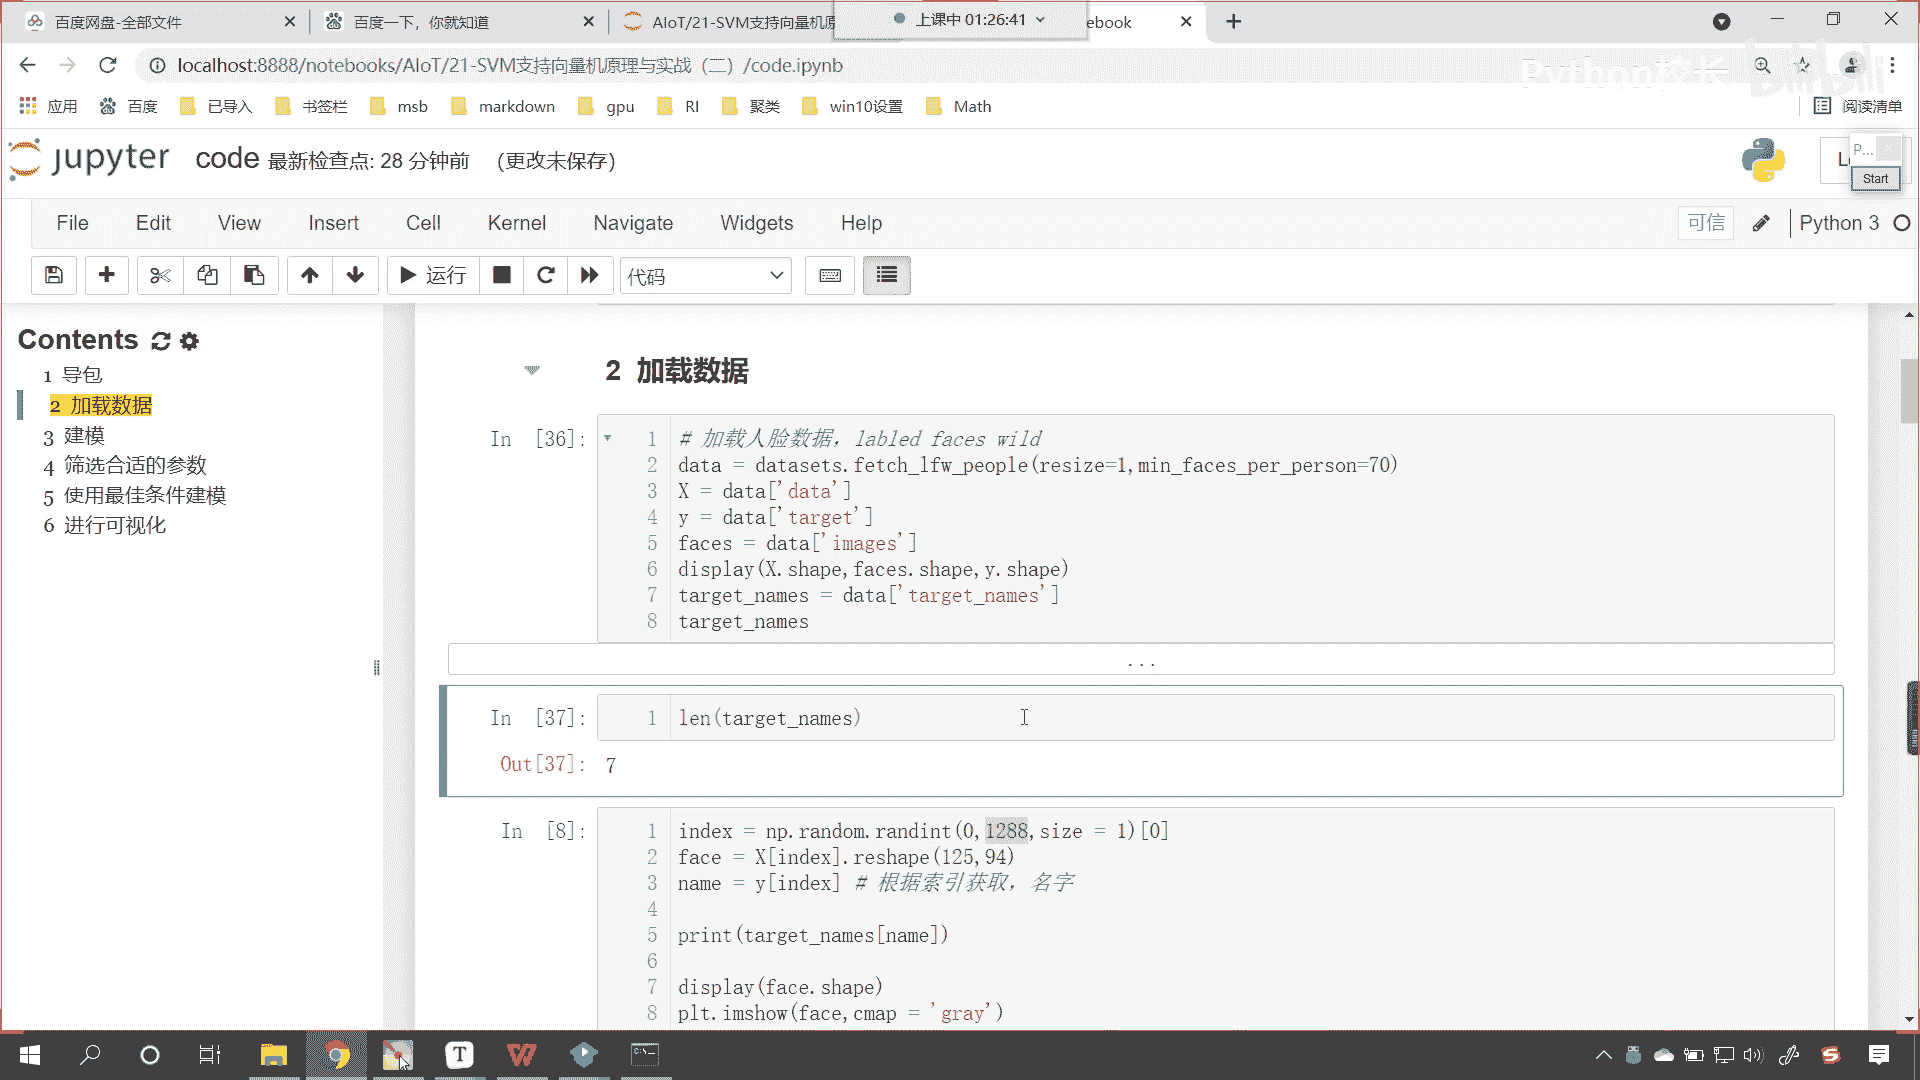 百度网盘-全部文件
百度一下，你就知道
AIoT/21-SVM支持向量机原
上课中 01:26:41
ebook
localhost:8888/notebooks/AIoT/21-SVM支持向量机原理与实战（二）/code.ipynb
Python校长
bilibili
应用
百度
已导入
书签栏
msb
markdown
gpu
RI
聚类
win10设置
Math
阅读清单
jupyter
code 最新检查点: 28 分钟前 (更改未保存)
P...
Start
File
Edit
View
Insert
Cell
Kernel
Navigate
Widgets
Help
可信
Python 3
运行
代码
Contents
1 导包
2 加载数据
3 建模
4 筛选合适的参数
5 使用最佳条件建模
6 进行可视化
2 加载数据
In [36]:
1 # 加载人脸数据，labled faces wild
2 data = datasets.fetch_lfw_people(resize=1,min_faces_per_person=70)
3 X = data['data']
4 y = data['target']
5 faces = data['images']
6 display(X.shape,faces.shape,y.shape)
7 target_names = data['target_names']
8 target_names
...
In [37]:
1 len(target_names)
Out[37]: 7
In [8]:
1 index = np.random.randint(0,1288,size = 1)[0]
2 face = X[index].reshape(125,94)
3 name = y[index] # 根据索引获取，名字
4
5 print(target_names[name])
6
7 display(face.shape)
8 plt.imshow(face,cmap = 'gray')